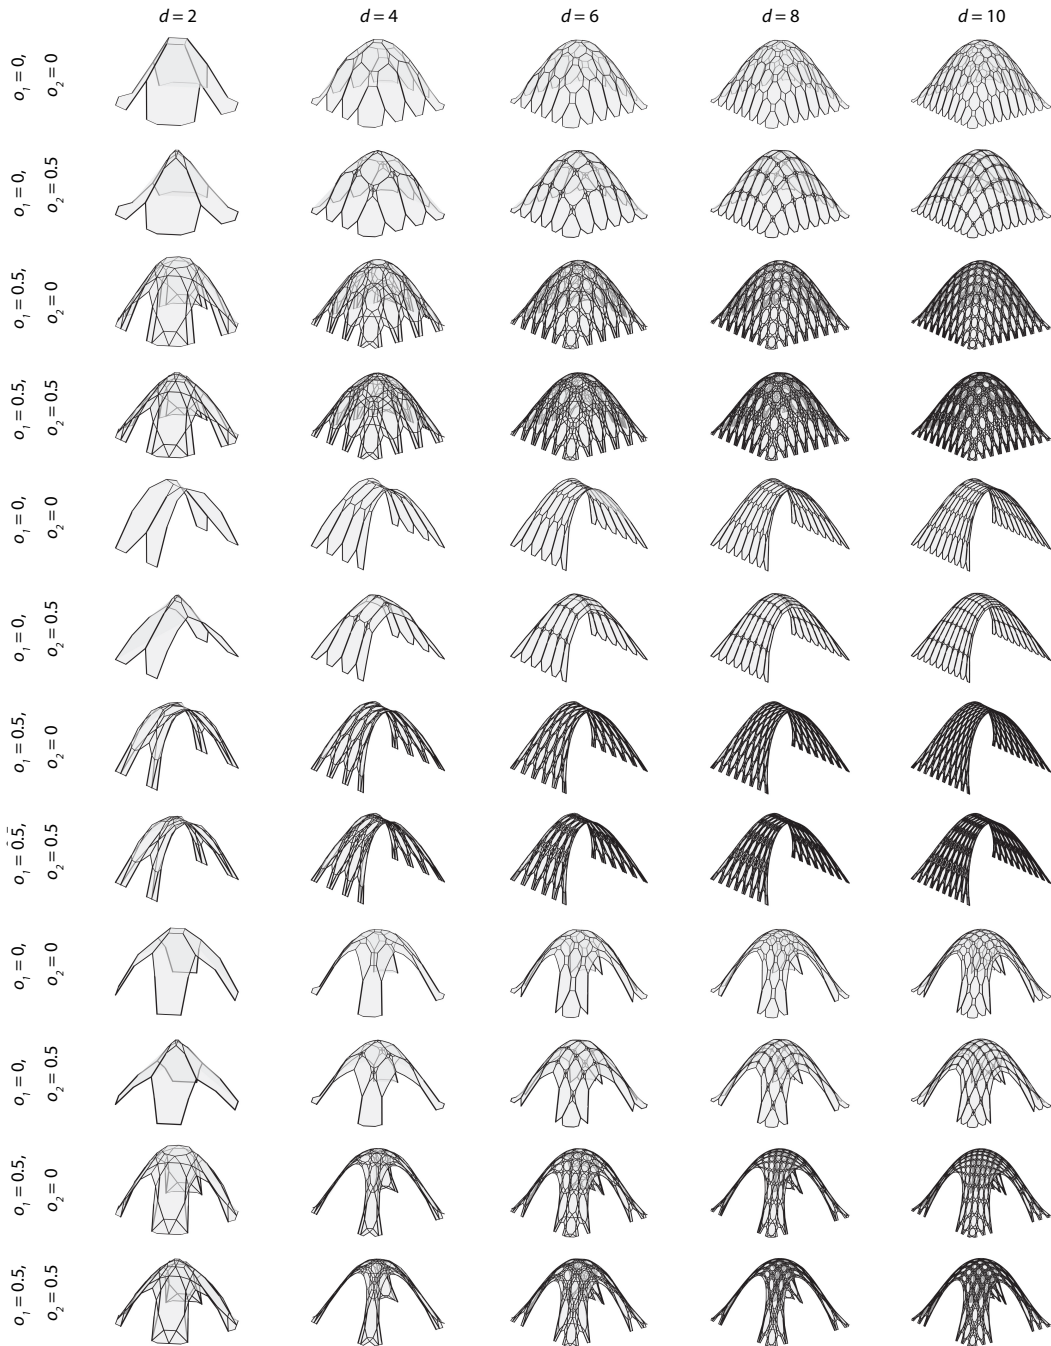 d = 2 d = 4 d = 6 d = 8 d = 10
o₁ = 0,
o₂ = 0
o₁ = 0,
o₂ = 0.5
o₁ = 0.5,
o₂ = 0
o₁ = 0.5,
o₂ = 0.5
o₁ = 0,
o₂ = 0
o₁ = 0,
o₂ = 0.5
o₁ = 0.5,
o₂ = 0
o₁ = 0.5,
o₂ = 0.5
o₁ = 0,
o₂ = 0
o₁ = 0,
o₂ = 0.5
o₁ = 0.5,
o₂ = 0
o₁ = 0.5,
o₂ = 0.5